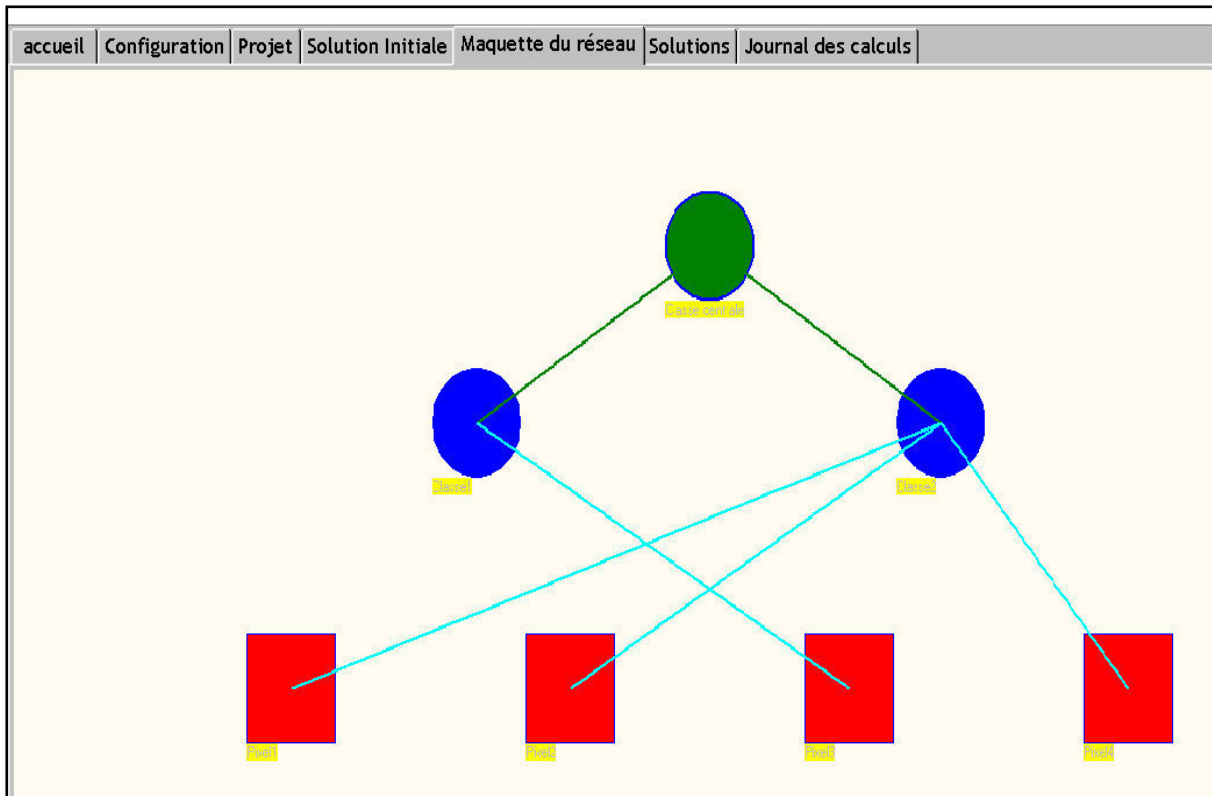 accueil Configuration Projet Solution Initiale Maquette du réseau Solutions Journal des calculs
Classe centrale
Classe1 Classe2
Pixel1 Pixel2 Pixel3 Pixel4